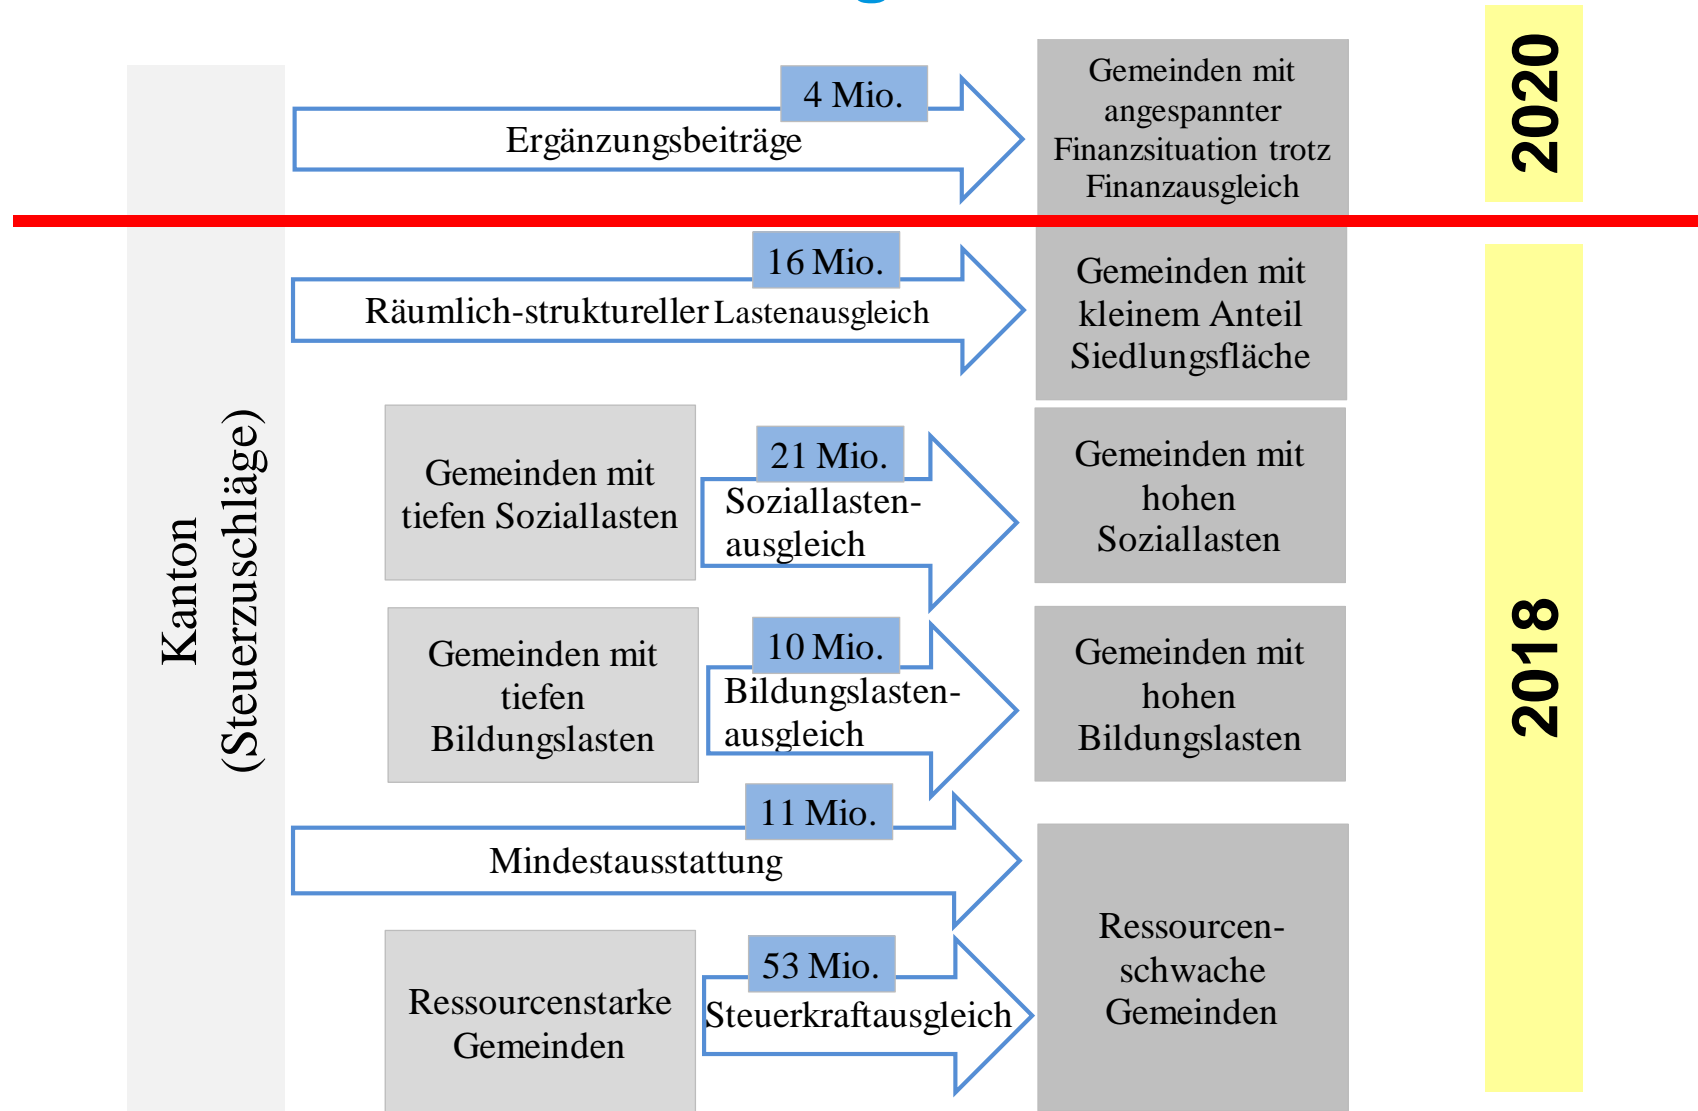 4 Mio.
Ergänzungsbeiträge
Gemeinden mit
angespannter
Finanzsituation trotz
Finanzausgleich
2020
Kanton
(Steuerzuschläge)
16 Mio.
Räumlich-struktureller Lastenausgleich
Gemeinden mit
kleinem Anteil
Siedlungsfläche
Gemeinden mit
tiefen Soziallasten
21 Mio.
Soziallasten-
ausgleich
Gemeinden mit
hohen
Soziallasten
Gemeinden mit
tiefen
Bildungslasten
10 Mio.
Bildungslasten-
ausgleich
Gemeinden mit
hohen
Bildungslasten
2018
11 Mio.
Mindestausstattung
Ressourcenstarke
Gemeinden
53 Mio.
Steuerkraftausgleich
Ressourcen-
schwache
Gemeinden